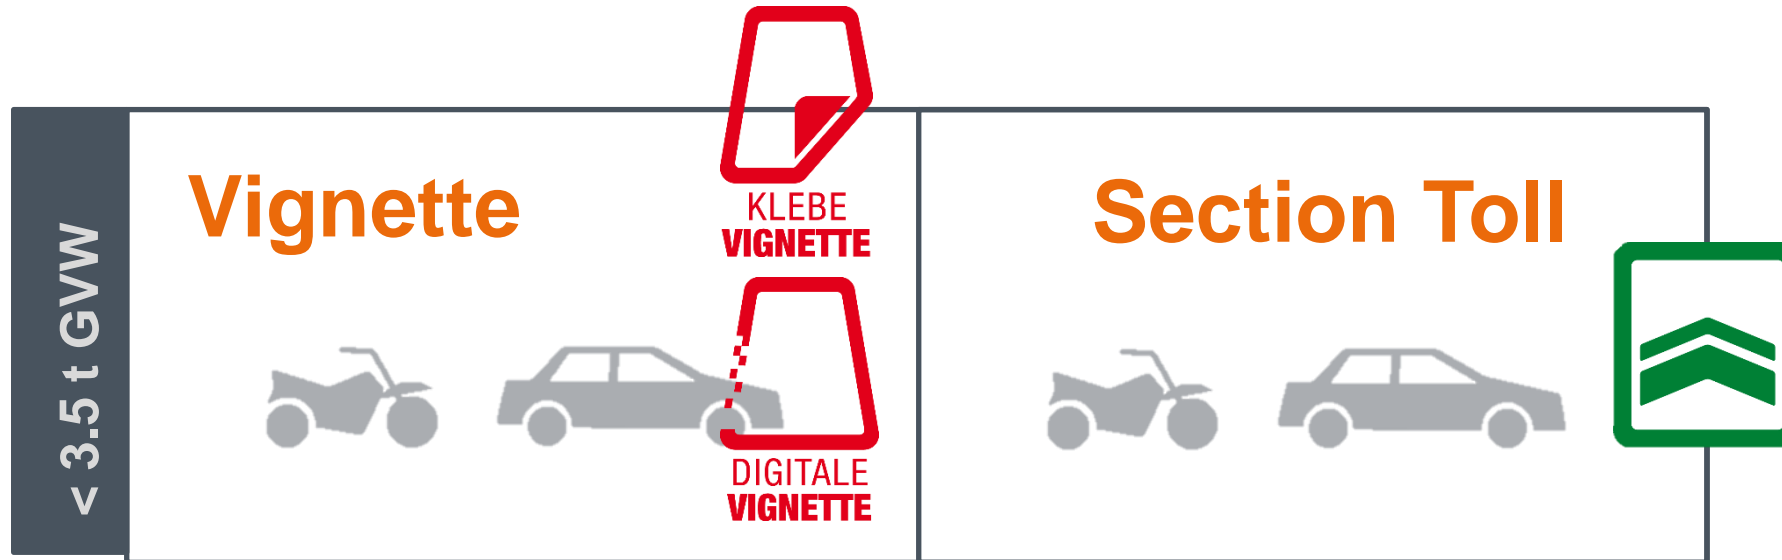 < 3.5 t GVW
Vignette
KLEBE
VIGNETTE
DIGITALE
VIGNETTE
Section Toll